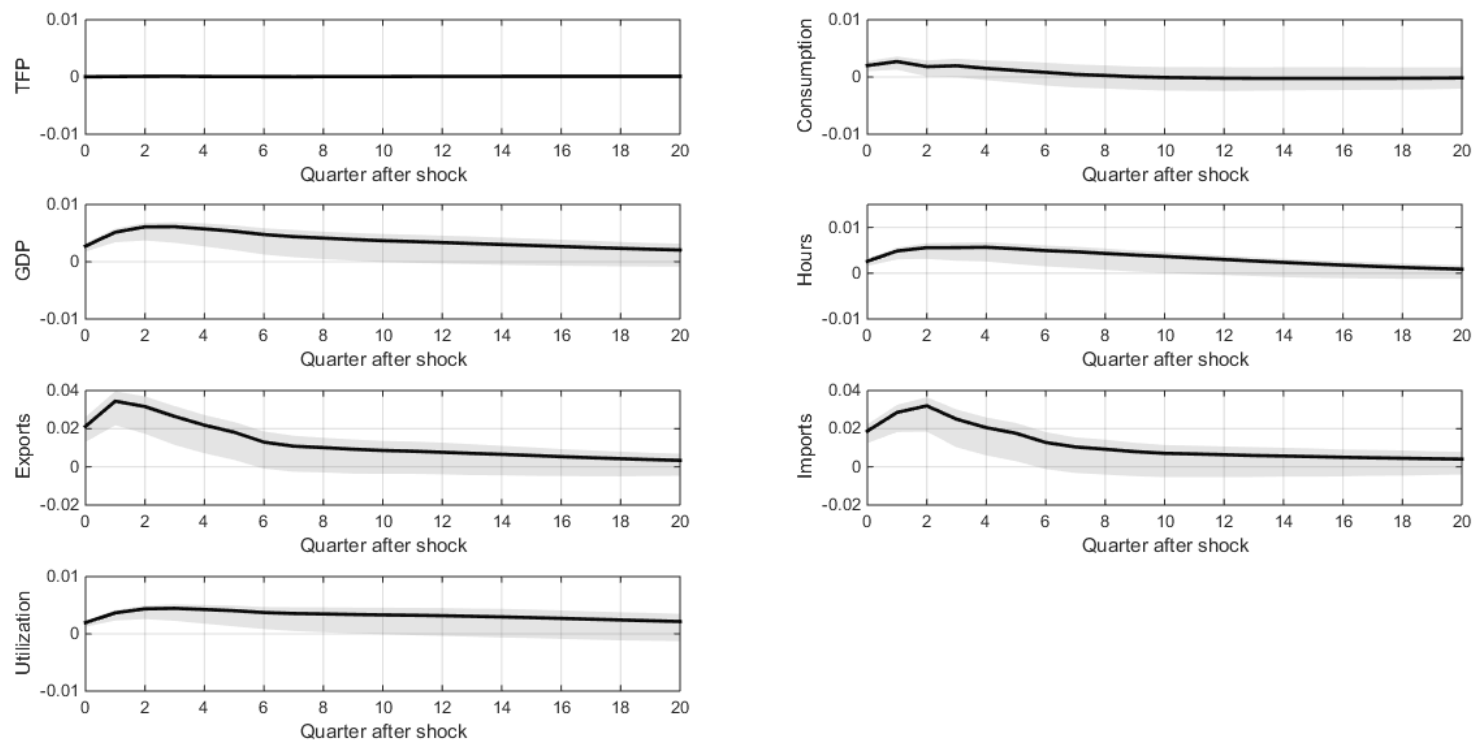 TFP
0.01
0
-0.01
0 2 4 6 8 10 12 14 16 18 20
Quarter after shock
Consumption
0.01
0
-0.01
0 2 4 6 8 10 12 14 16 18 20
Quarter after shock
GDP
0.01
0
-0.01
0 2 4 6 8 10 12 14 16 18 20
Quarter after shock
Hours
0.01
0
-0.01
0 2 4 6 8 10 12 14 16 18 20
Quarter after shock
Exports
0.04
0.02
0
-0.02
0 2 4 6 8 10 12 14 16 18 20
Quarter after shock
Imports
0.04
0.02
0
-0.02
0 2 4 6 8 10 12 14 16 18 20
Quarter after shock
Utilization
0.01
0
-0.01
0 2 4 6 8 10 12 14 16 18 20
Quarter after shock